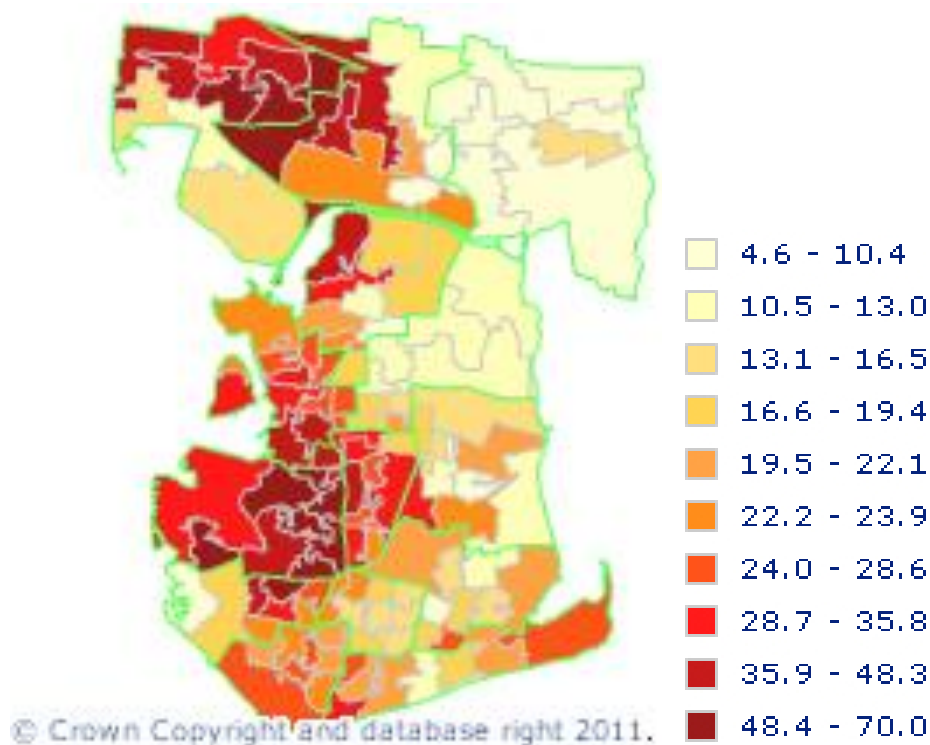 4.6 - 10.4
10.5 - 13.0
13.1 - 16.5
16.6 - 19.4
19.5 - 22.1
22.2 - 23.9
24.0 - 28.6
28.7 - 35.8
35.9 - 48.3
48.4 - 70.0
© Crown Copyright and database right 2011.